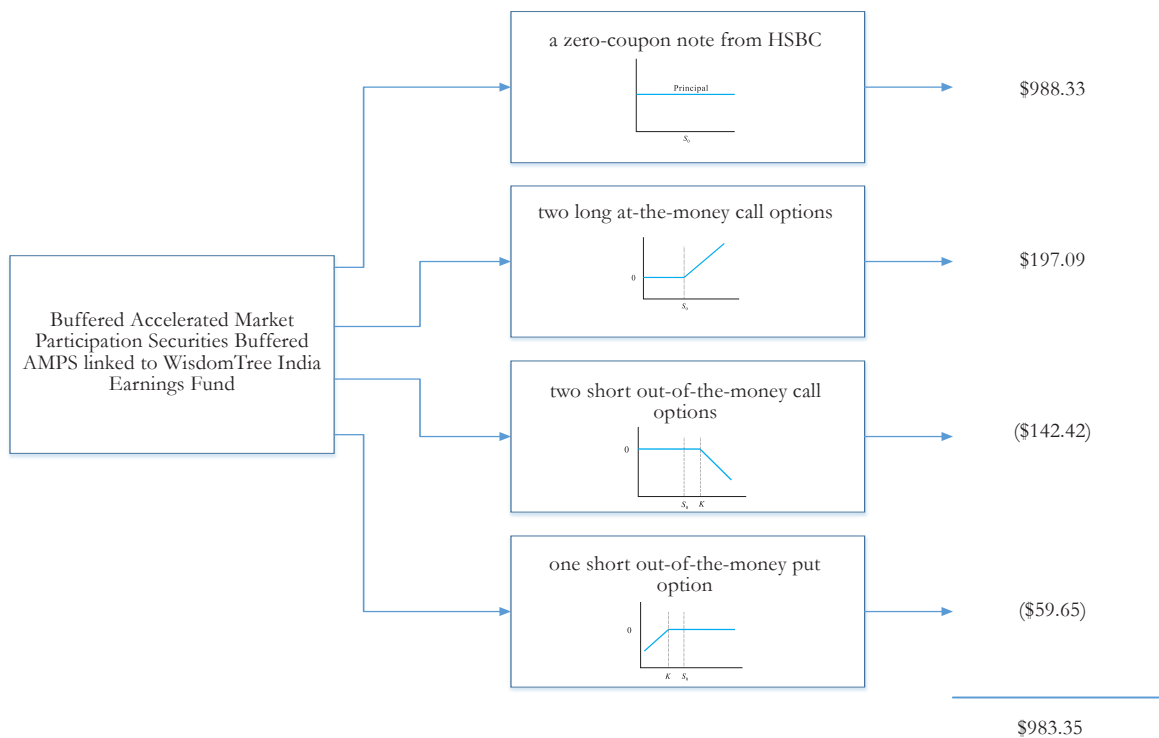 a zero-coupon note from HSBC
Principal
S₀
$988.33
two long at-the-money call options
0
S₀
$197.09
Buffered Accelerated Market
Participation Securities Buffered
AMPS linked to WisdomTree India
Earnings Fund
two short out-of-the-money call
options
0
S₀ K
($142.42)
one short out-of-the-money put
option
0
K S₀
($59.65)
$983.35